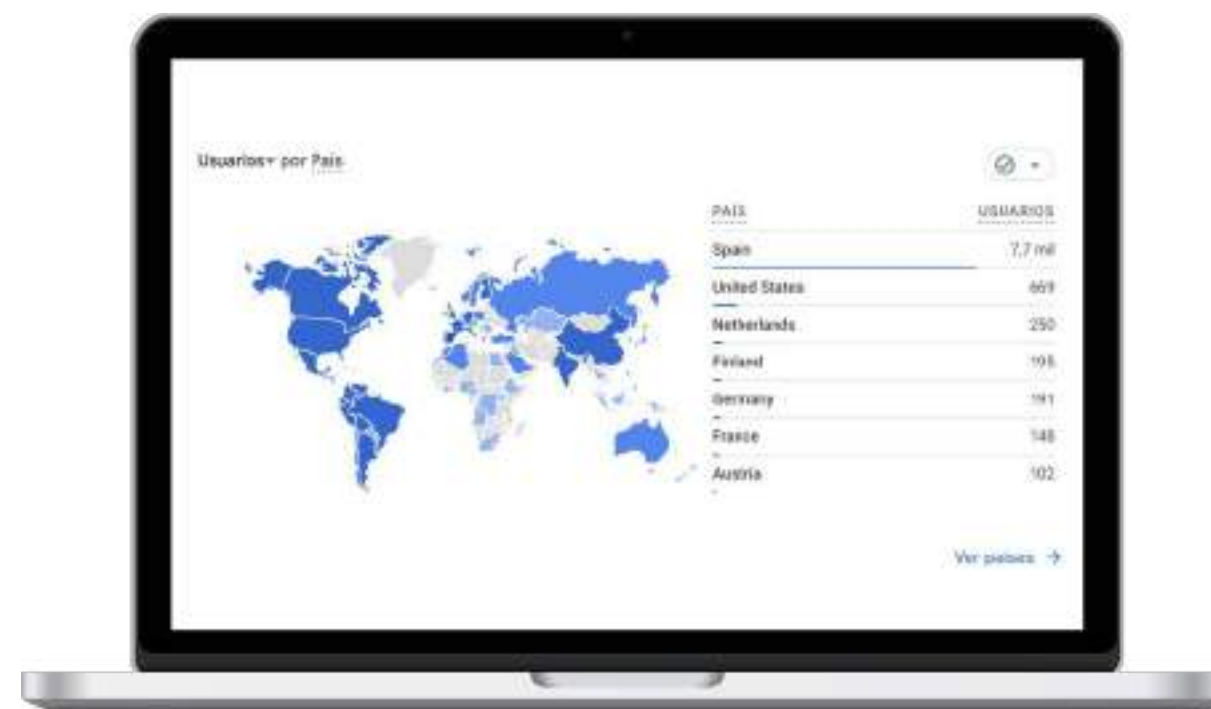 Usuarios por País
PAÍS USUARIOS
Spain 7,7 mil
United States 669
Netherlands 250
Finland
Germany 191
France 148
Austria 102
Ver países →